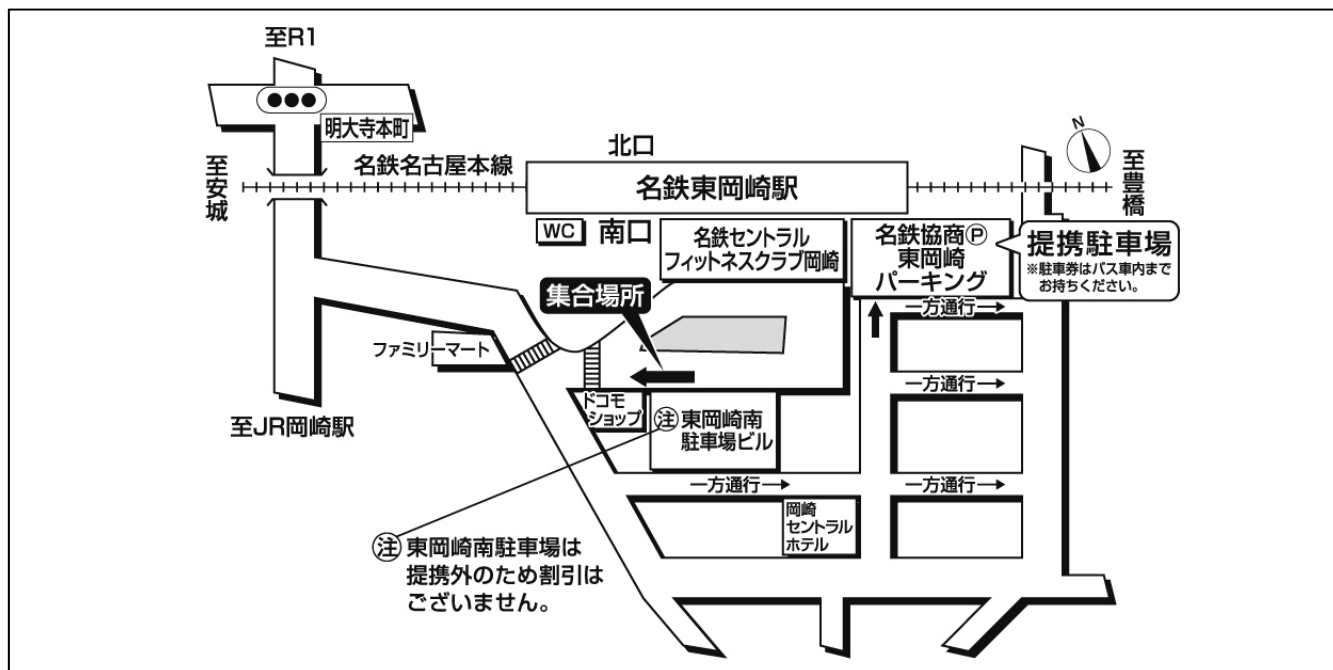 至R1
明大寺本町
至安城
名鉄名古屋本線
北口
名鉄東岡崎駅
N
至豊橋
WC
南口
名鉄セントラル
フィットネスクラブ岡崎
名鉄協商Ⓟ
東岡崎
パーキング
提携駐車場
※駐車券はバス車内まで
お持ちください。
集合場所
一方通行→
ファミリーマート
一方通行→
至JR岡崎駅
ドコモ
ショップ
注 東岡崎南
駐車場ビル
一方通行→
一方通行→
岡崎
セントラル
ホテル
注 東岡崎南駐車場は
提携外のため割引は
ございません。